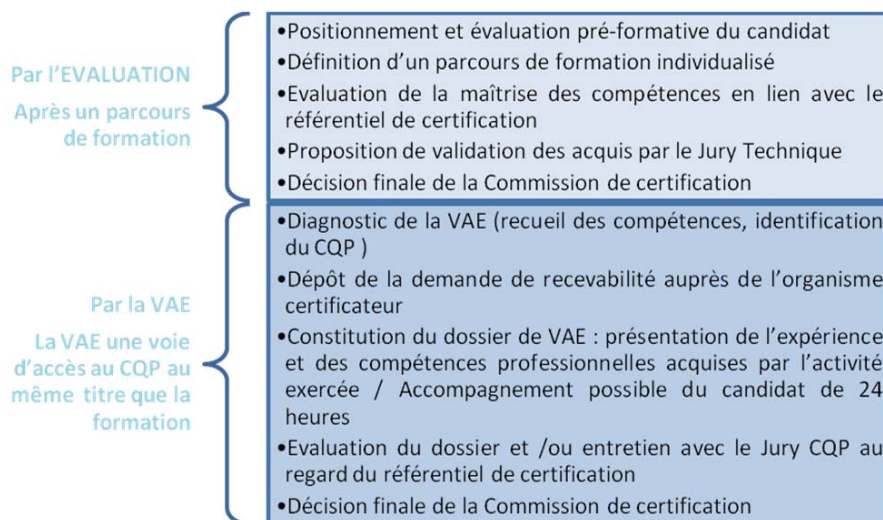 Par l'EVALUATION
Après un parcours
de formation
•Positionnement et évaluation pré-formative du candidat
•Définition d'un parcours de formation individualisé
•Evaluation de la maîtrise des compétences en lien avec le
référentiel de certification
•Proposition de validation des acquis par le Jury Technique
•Décision finale de la Commission de certification
Par la VAE
La VAE une voie
d'accès au CQP au
même titre que la
formation
•Diagnostic de la VAE (recueil des compétences, identification
du CQP )
•Dépôt de la demande de recevabilité auprès de l'organisme
certificateur
•Constitution du dossier de VAE : présentation de l'expérience
et des compétences professionnelles acquises par l'activité
exercée / Accompagnement possible du candidat de 24
heures
•Evaluation du dossier et /ou entretien avec le Jury CQP au
regard du référentiel de certification
•Décision finale de la Commission de certification